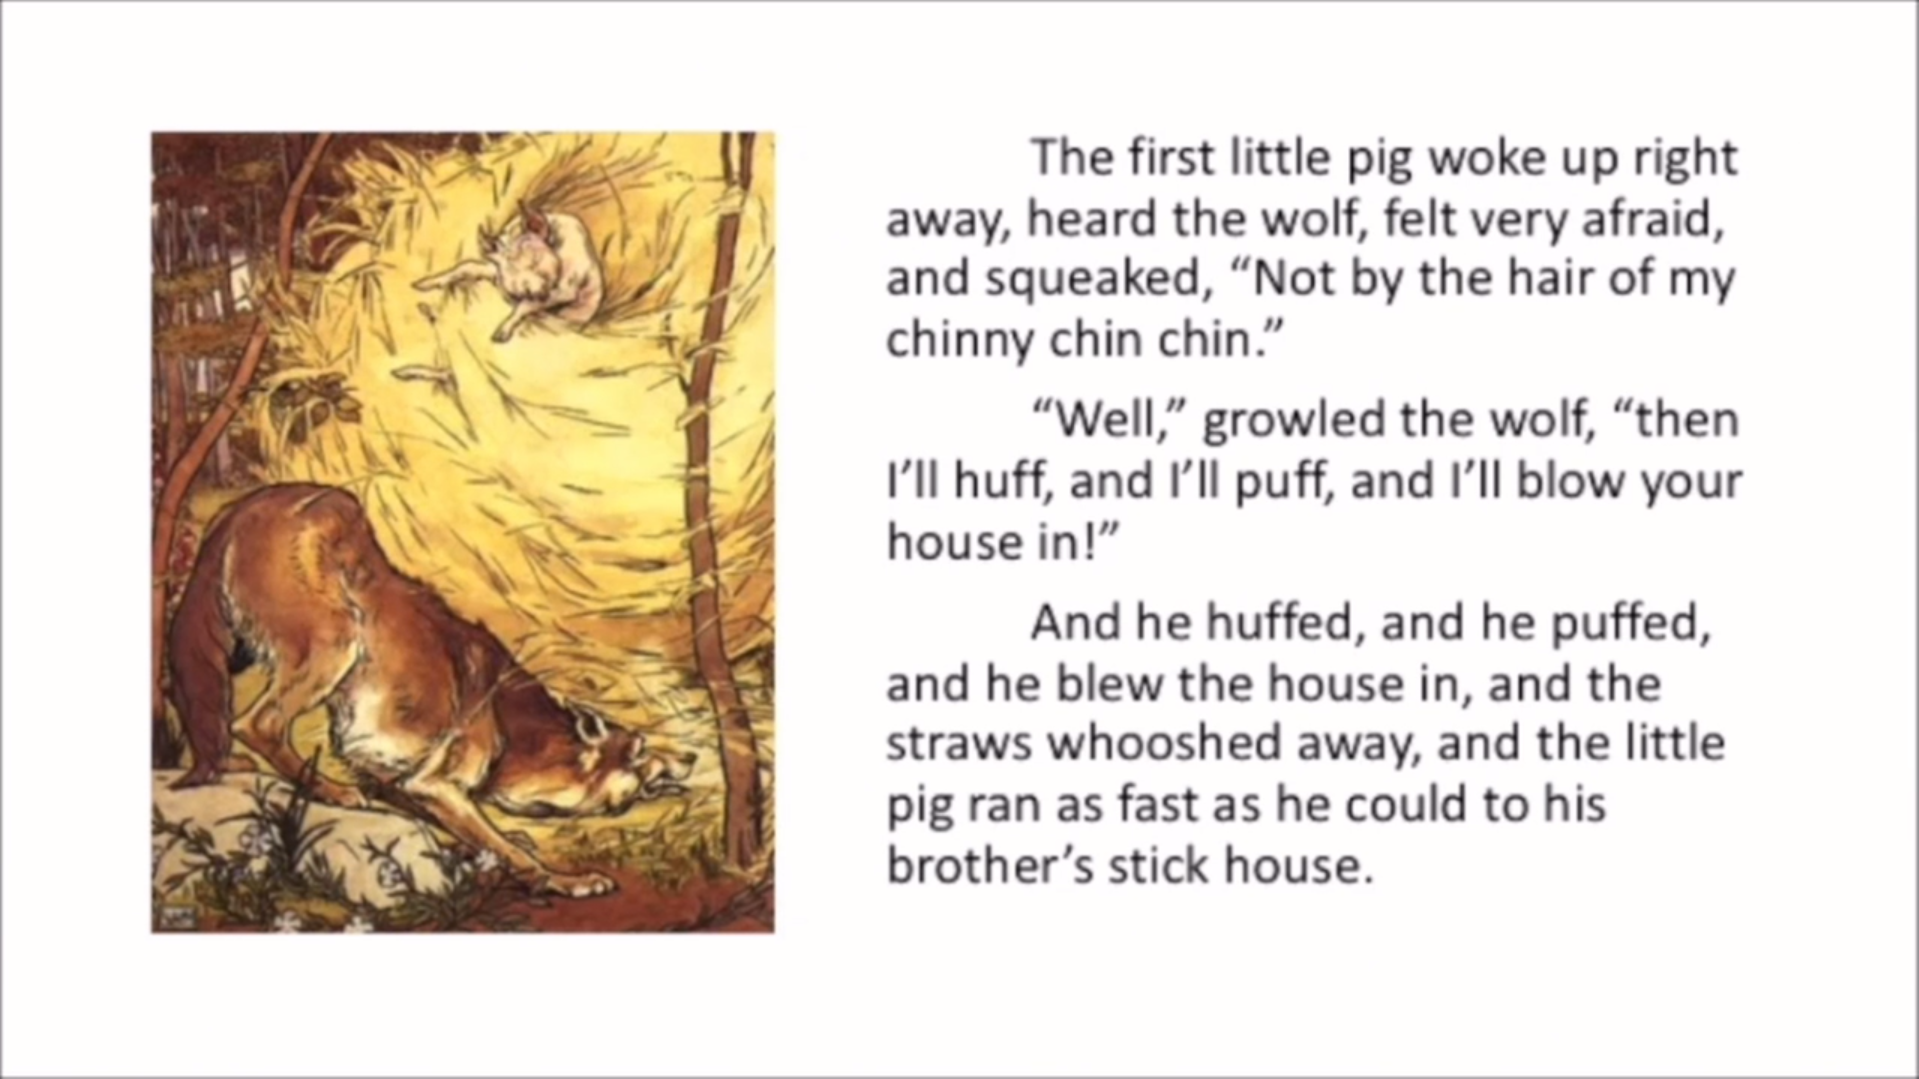 The first little pig woke up right
away, heard the wolf, felt very afraid,
and squeaked, “Not by the hair of my
chinny chin chin.”
“Well,” growled the wolf, “then
I’ll huff, and I’ll puff, and I’ll blow your
house in!”
And he huffed, and he puffed,
and he blew the house in, and the
straws whooshed away, and the little
pig ran as fast as he could to his
brother’s stick house.